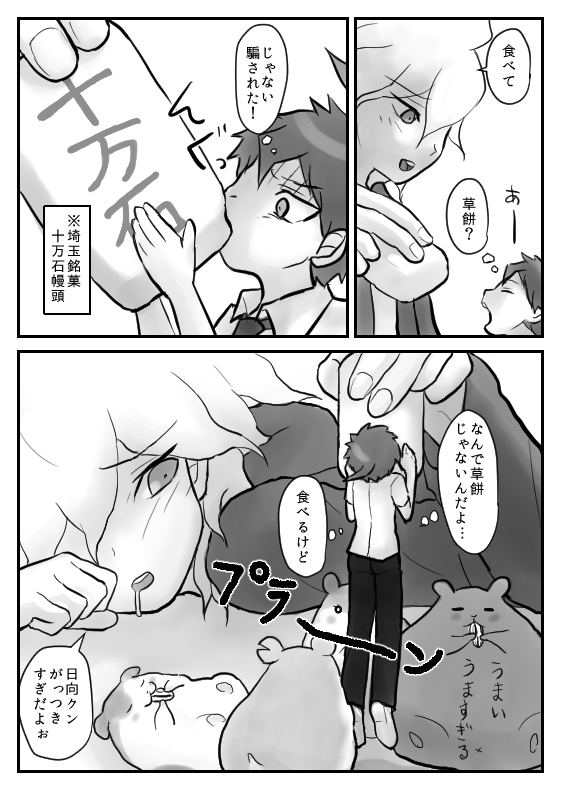 食べて
草餅？
あー
じゃない
騙された！
んぐっ
十万石
※埼玉銘菓
十万石饅頭
なんで草餅
じゃないんだよ…
食べるけど
プラーン
うまい
うますぎる
日向クン
がっつき
すぎだよぉ